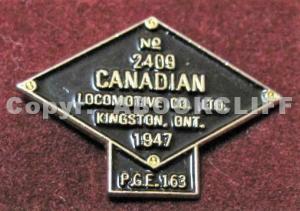 No
2409
CANADIAN
LOCOMOTIVE CO. LTD.
KINGSTON, ONT.
1947
P.G.E. 163